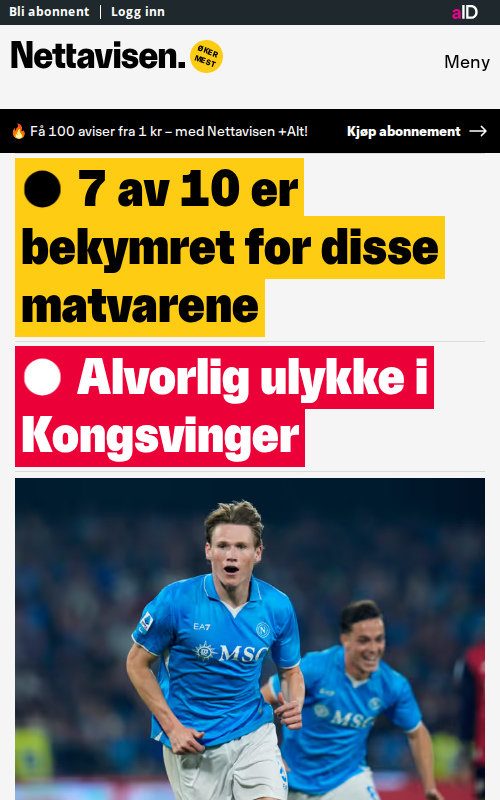 Bli abonnent
Logg inn
aID
Nettavisen.
ØKER
MEST
Meny
🔥 Få 100 aviser fra 1 kr – med Nettavisen +Alt!
Kjøp abonnement →
● 7 av 10 er
bekymret for disse
matvarene
● Alvorlig ulykke i
Kongsvinger
EA7
N
MSC
MSC